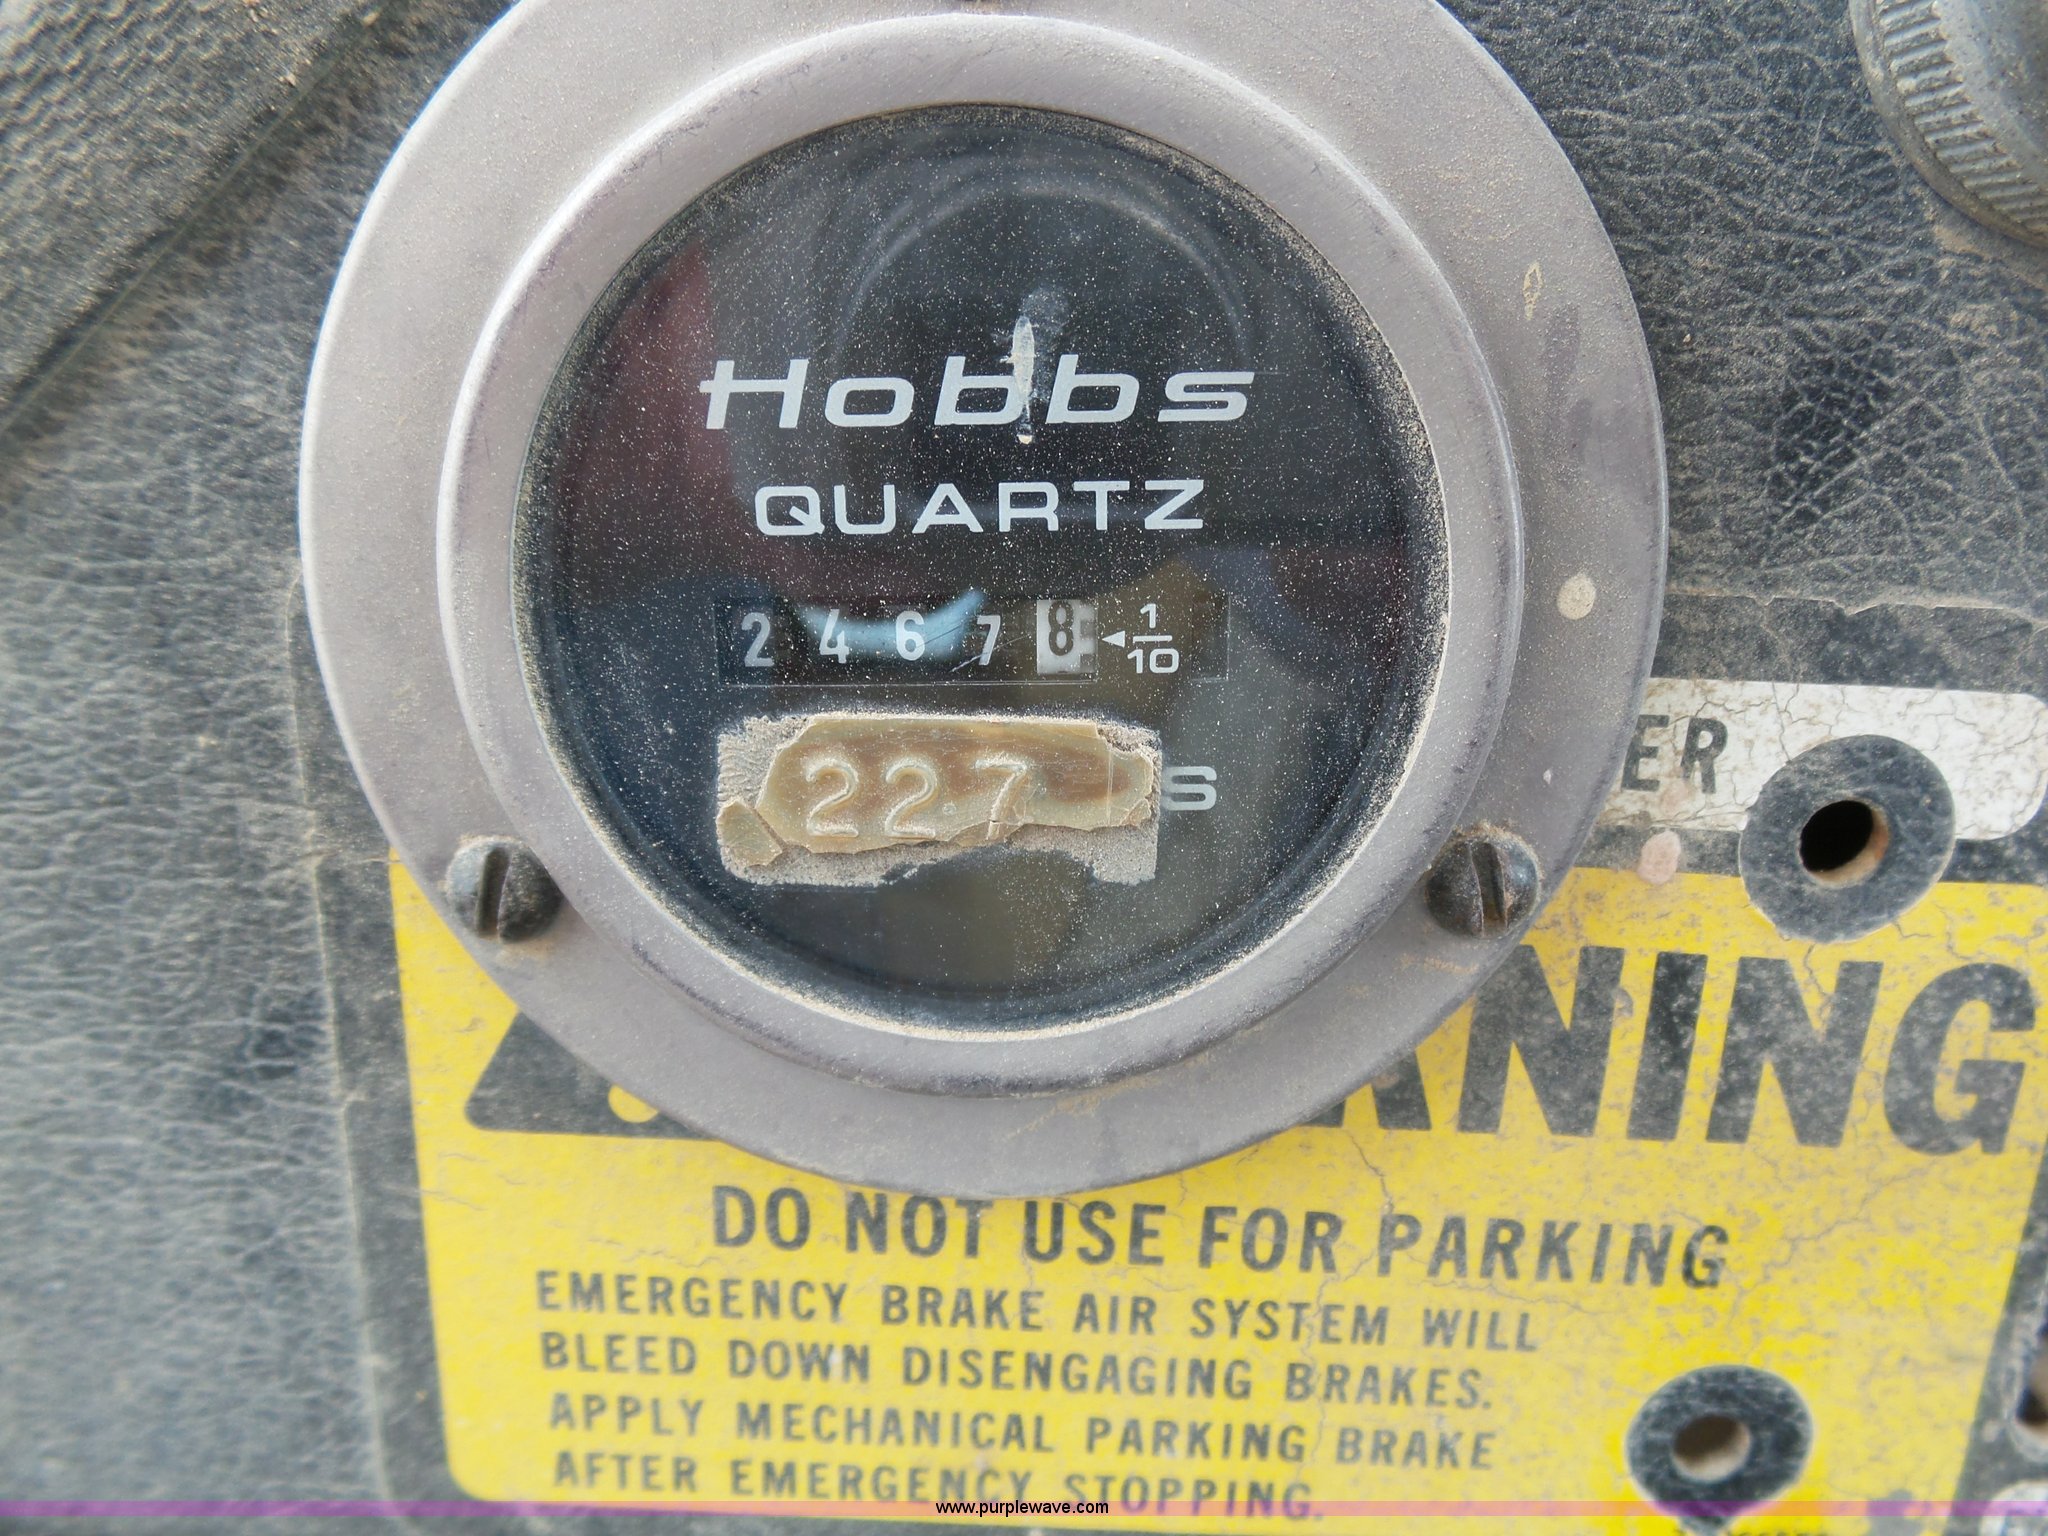 Hobbs
QUARTZ
2 4 6 7 8 1/10
227
S
ER
NING
DO NOT USE FOR PARKING
EMERGENCY BRAKE AIR SYSTEM WILL
BLEED DOWN DISENGAGING BRAKES.
APPLY MECHANICAL PARKING BRAKE
AFTER EMERGENCY STOPPING.
www.purplewave.com